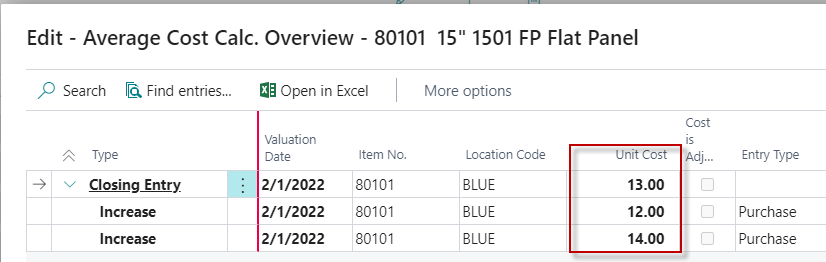 Edit - Average Cost Calc. Overview - 80101 15" 1501 FP Flat Panel
Search Find entries... Open in Excel More options
Type Valuation Date Item No. Location Code Unit Cost Cost is Adj... Entry Type
Closing Entry 2/1/2022 80101 BLUE 13.00
Increase 2/1/2022 80101 BLUE 12.00 Purchase
Increase 2/1/2022 80101 BLUE 14.00 Purchase